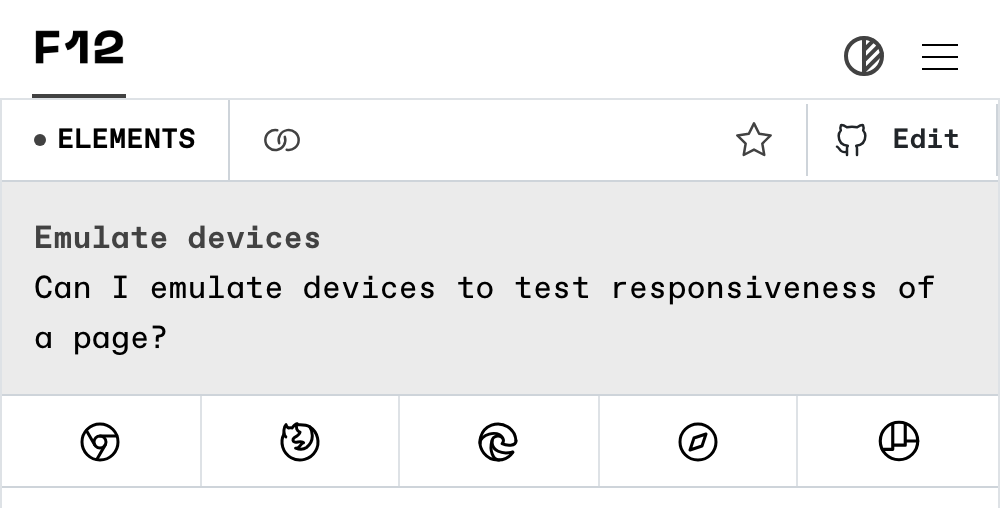 F12
ELEMENTS
Edit
Emulate devices
Can I emulate devices to test responsiveness of
a page?